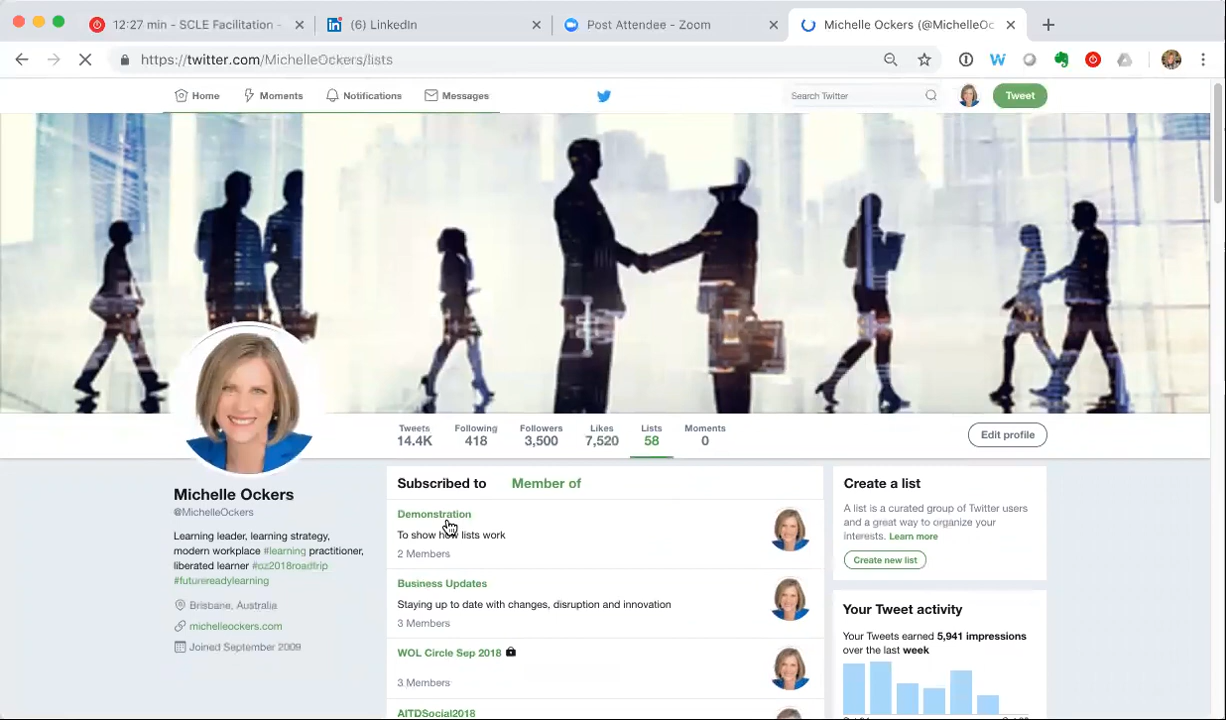 12:27 min - SCLE Facilitation -
(6) LinkedIn
Post Attendee - Zoom
Michelle Ockers (@MichelleOc
https://twitter.com/MichelleOckers/lists
Home
Moments
Notifications
Messages
Search Twitter
Tweet
Tweets
14.4K
Following
418
Followers
3,500
Likes
7,520
Lists
58
Moments
0
Edit profile
Michelle Ockers
@MichelleOckers
Learning leader, learning strategy,
modern workplace #learning practitioner,
liberated learner #oz2018roadtrip
#futurereadylearning
Brisbane, Australia
michelleockers.com
Joined September 2009
Subscribed to
Member of
Demonstration
To show how lists work
2 Members
Business Updates
Staying up to date with changes, disruption and innovation
3 Members
WOL Circle Sep 2018
3 Members
AITDSocial2018
Create a list
A list is a curated group of Twitter users
and a great way to organize your
interests. Learn more
Create new list
Your Tweet activity
Your Tweets earned 5,941 impressions
over the last week